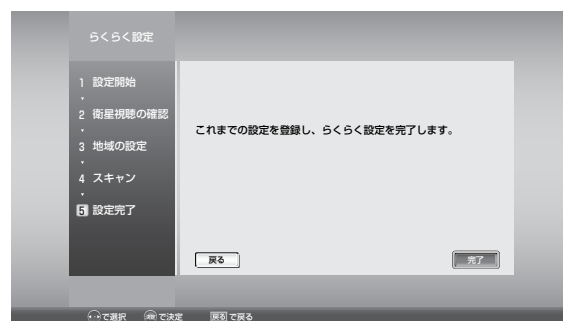 らくらく設定
1 設定開始
2 衛星視聴の確認
3 地域の設定
4 スキャン
5 設定完了
これまでの設定を登録し、らくらく設定を完了します。
戻る
完了
で選択 決定で決定 戻るで戻る